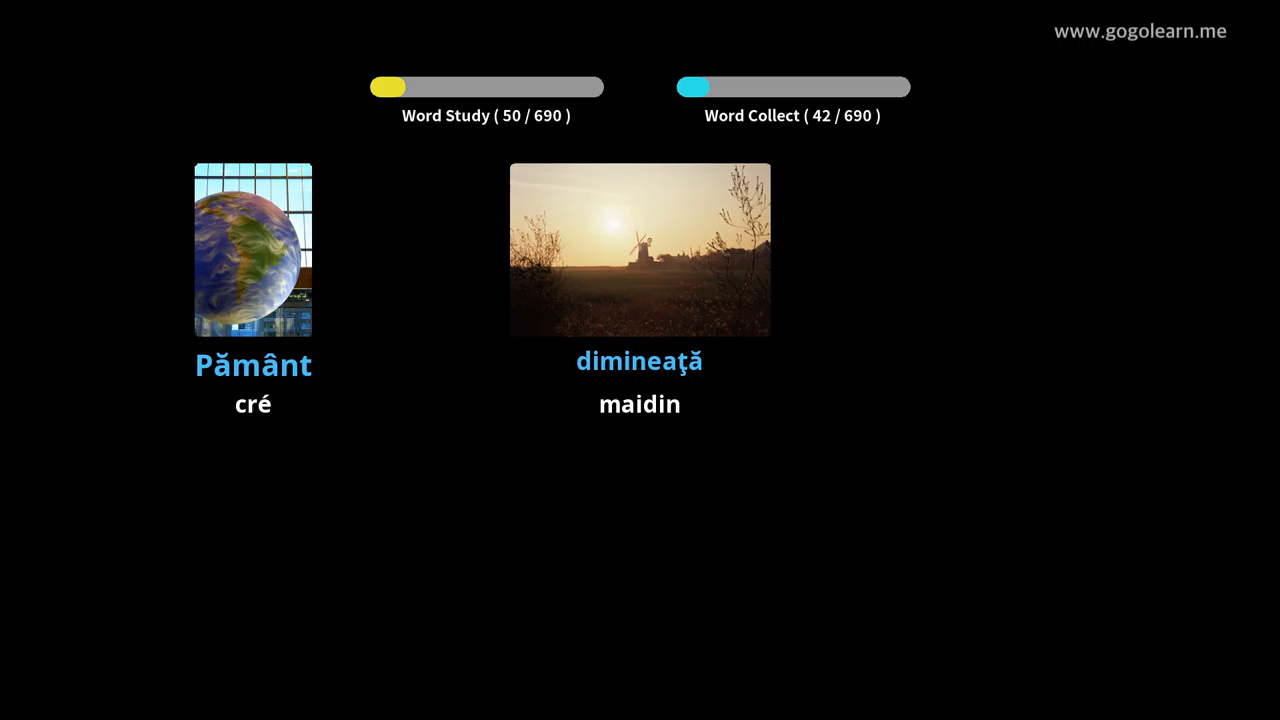 www.gogolearn.me
Word Study ( 50 / 690 )
Word Collect ( 42 / 690 )
Pământ
dimineaţă
cré
maidin